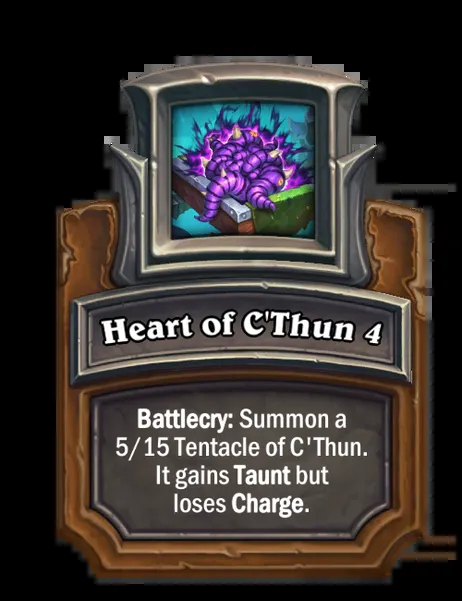 Heart of C'Thun 4
Battlecry: Summon a
5/15 Tentacle of C'Thun.
It gains Taunt but
loses Charge.